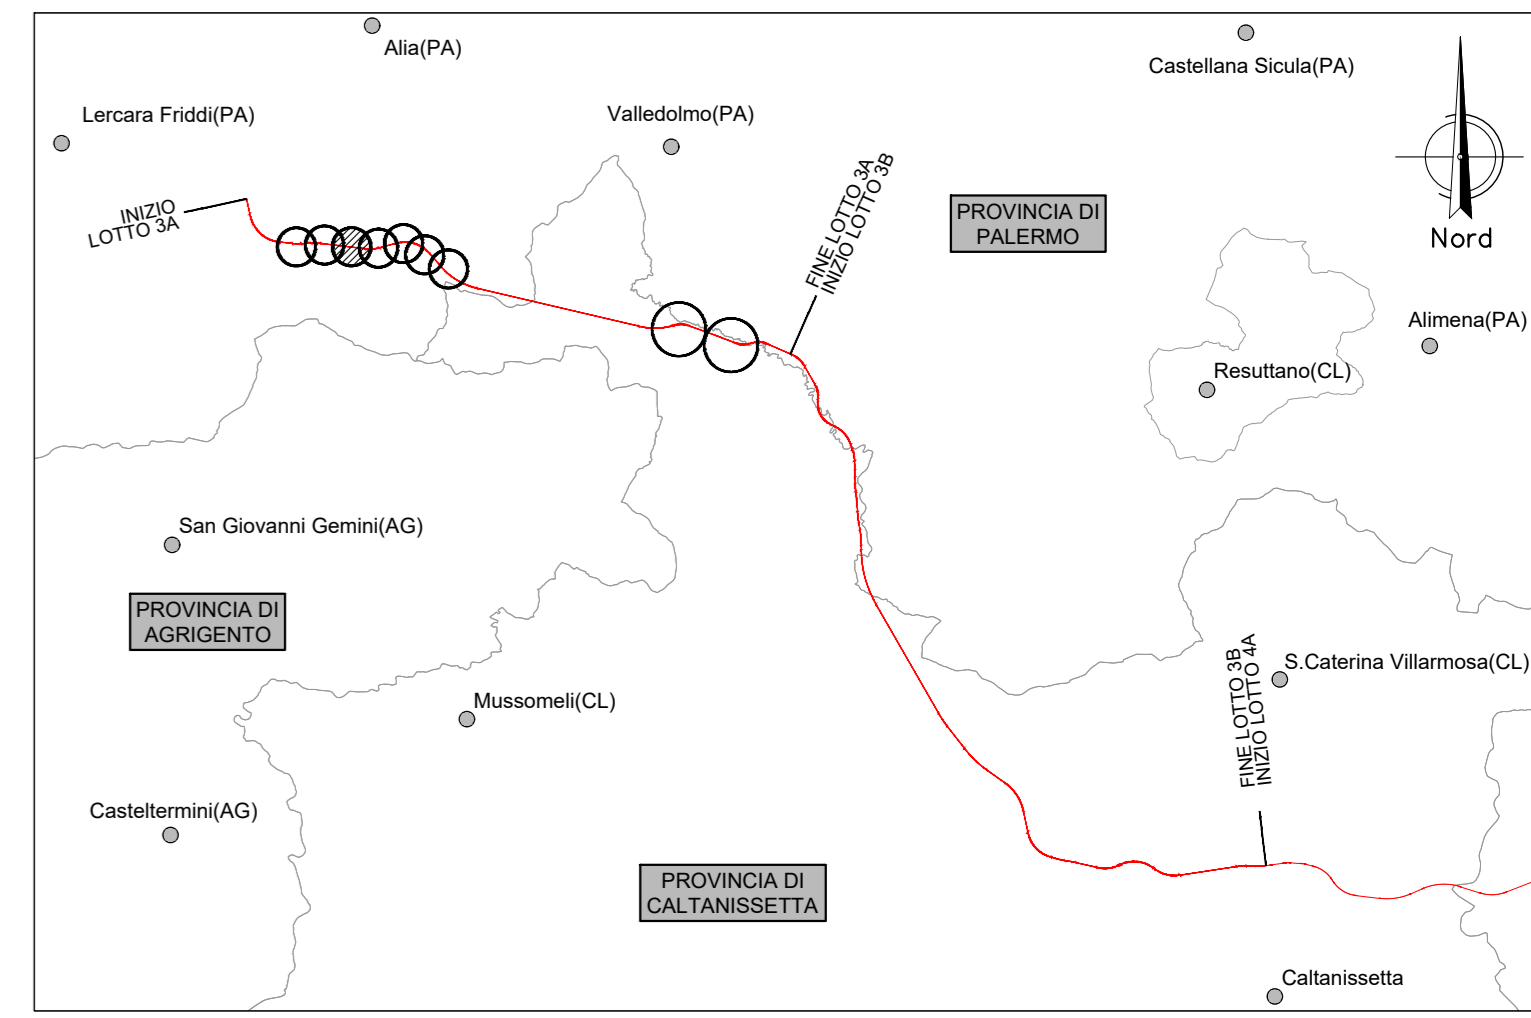 Alia(PA)
Castellana Sicula(PA)
Lercara Friddi(PA)
Valledolmo(PA)
INIZIO
LOTTO 3A
FINE LOTTO 3A
INIZIO LOTTO 3B
PROVINCIA DI
PALERMO
Nord
Alimena(PA)
Resuttano(CL)
San Giovanni Gemini(AG)
PROVINCIA DI
AGRIGENTO
FINE LOTTO 3B
INIZIO LOTTO 4A
S.Caterina Villarmosa(CL)
Mussomeli(CL)
Casteltermini(AG)
PROVINCIA DI
CALTANISSETTA
Caltanissetta